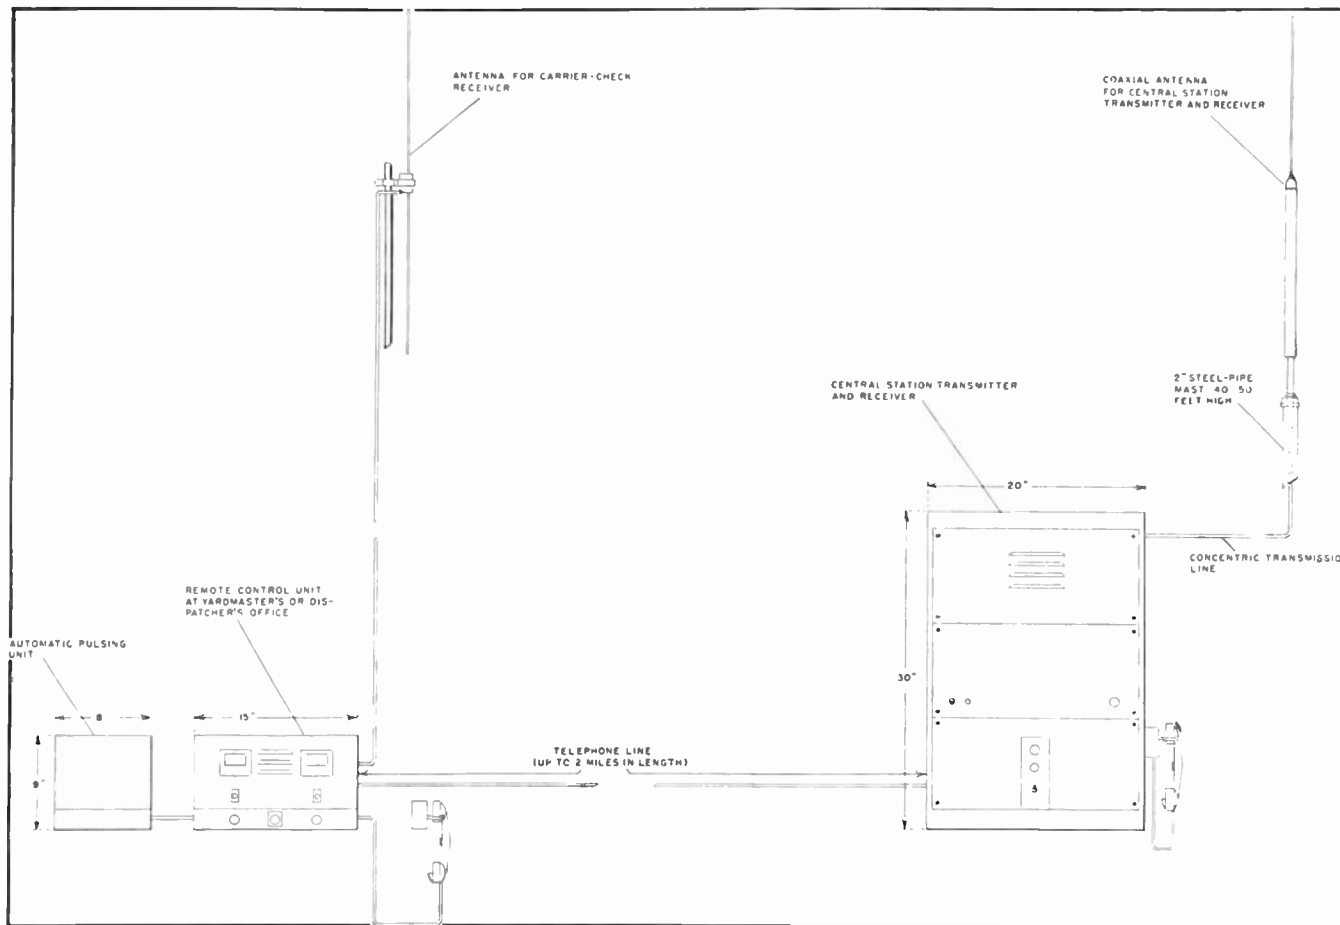 ANTENNA FOR CARRIER-CHECK
RECEIVER
COAXIAL ANTENNA
FOR CENTRAL STATION
TRANSMITTER AND RECEIVER
CENTRAL STATION TRANSMITTER
AND RECEIVER
2" STEEL-PIPE
MAST 40 50
FEET HIGH
20"
CONCENTRIC TRANSMISSIO
LINE
REMOTE CONTROL UNIT
AT YARDMASTER'S OR DIS-
PATCHER'S OFFICE
AUTOMATIC PULSING
UNIT
30"
8
15"
9"
TELEPHONE LINE
(UP TO 2 MILES IN LENGTH)